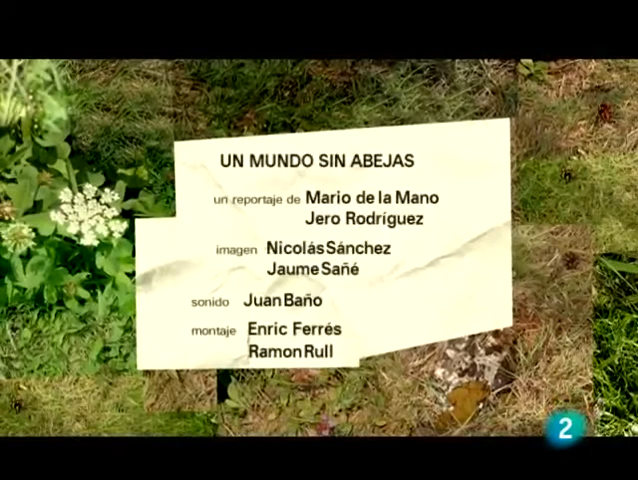 UN MUNDO SIN ABEJAS
un reportaje de Mario de la Mano
Jero Rodríguez
imagen Nicolás Sánchez
Jaume Sañé
sonido Juan Baño
montaje Enric Ferrés
Ramon Rull
2